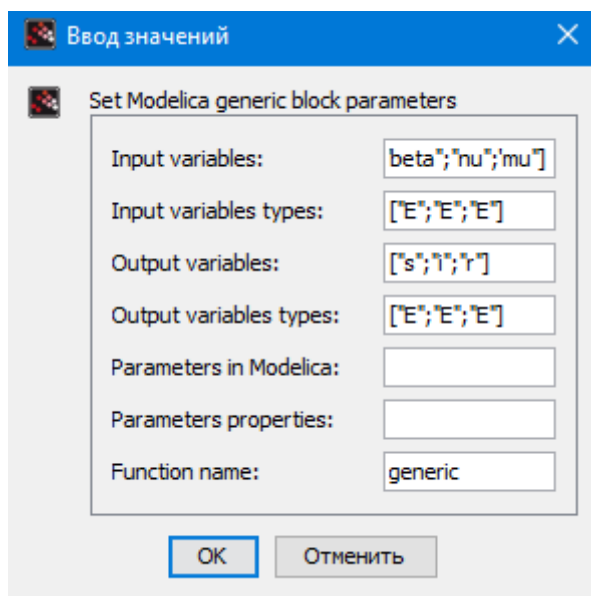 Ввод значений
Set Modelica generic block parameters
Input variables: beta";"nu";'mu"]
Input variables types: ["E";"E";"E"]
Output variables: ["s";"i";"r"]
Output variables types: ["E";"E";"E"]
Parameters in Modelica:
Parameters properties:
Function name: generic
OK Отменить